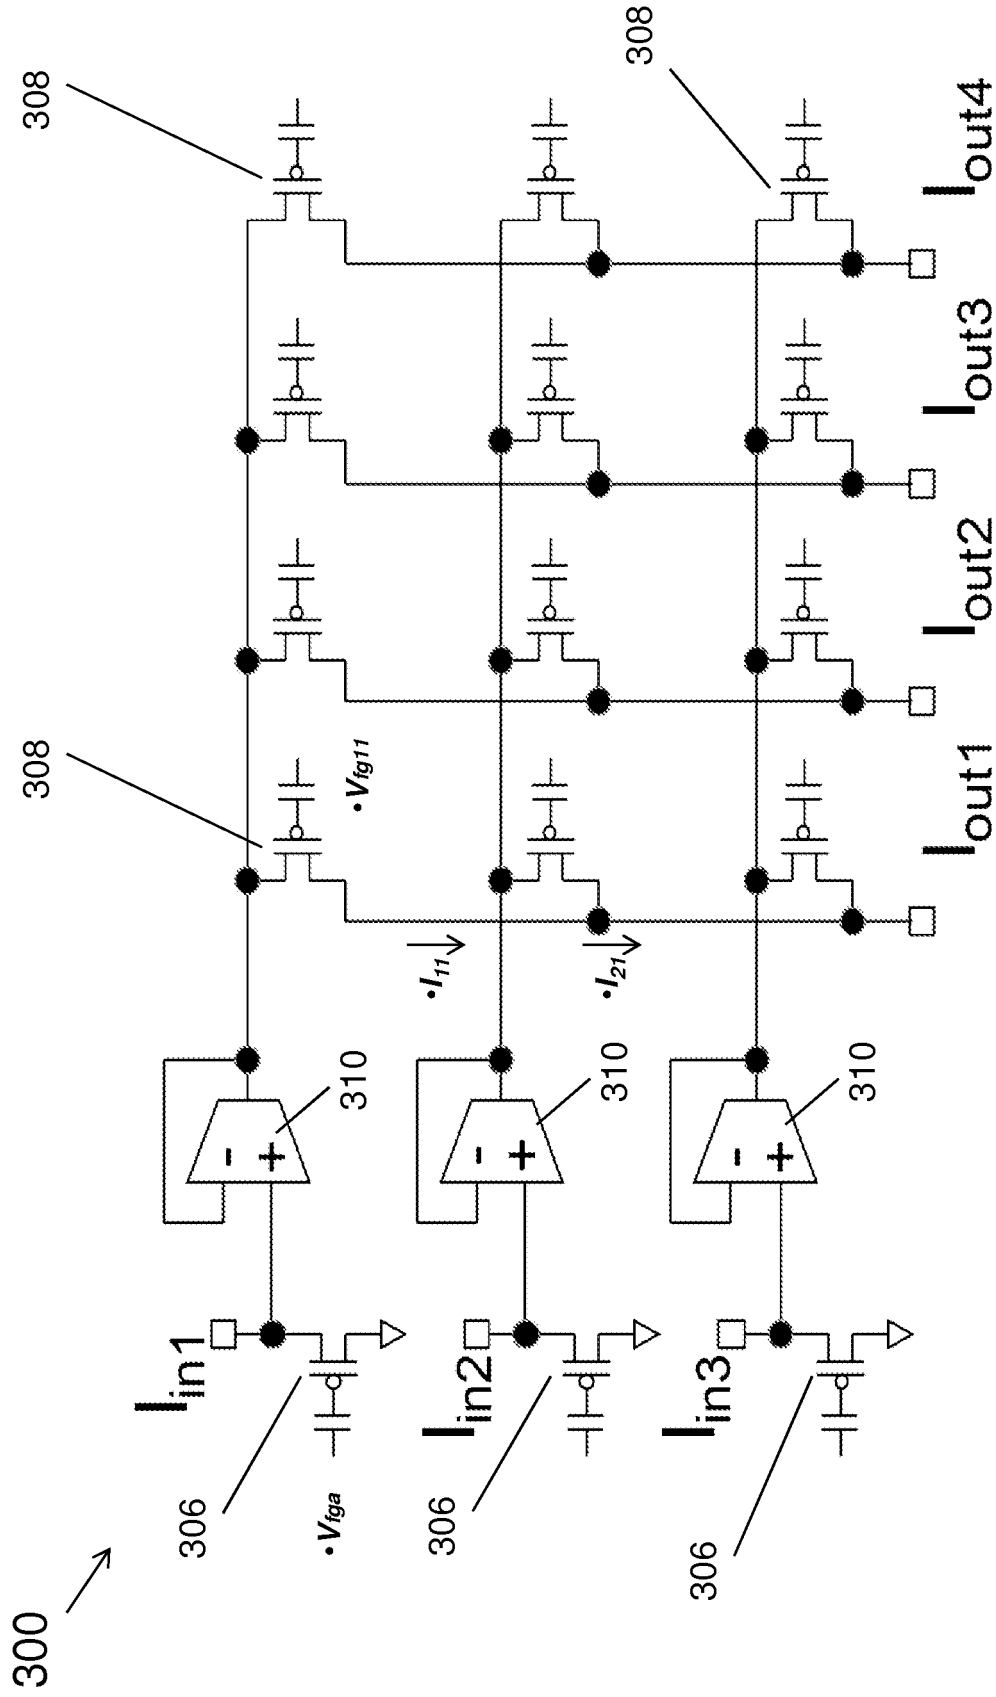 300
308
308
308
306
306
306
310
310
310
Iin1
Iin2
Iin3
•Vfga
•Vfg11
•I11
•I21
-
+
-
+
-
+
Iout1
Iout2
Iout3
Iout4